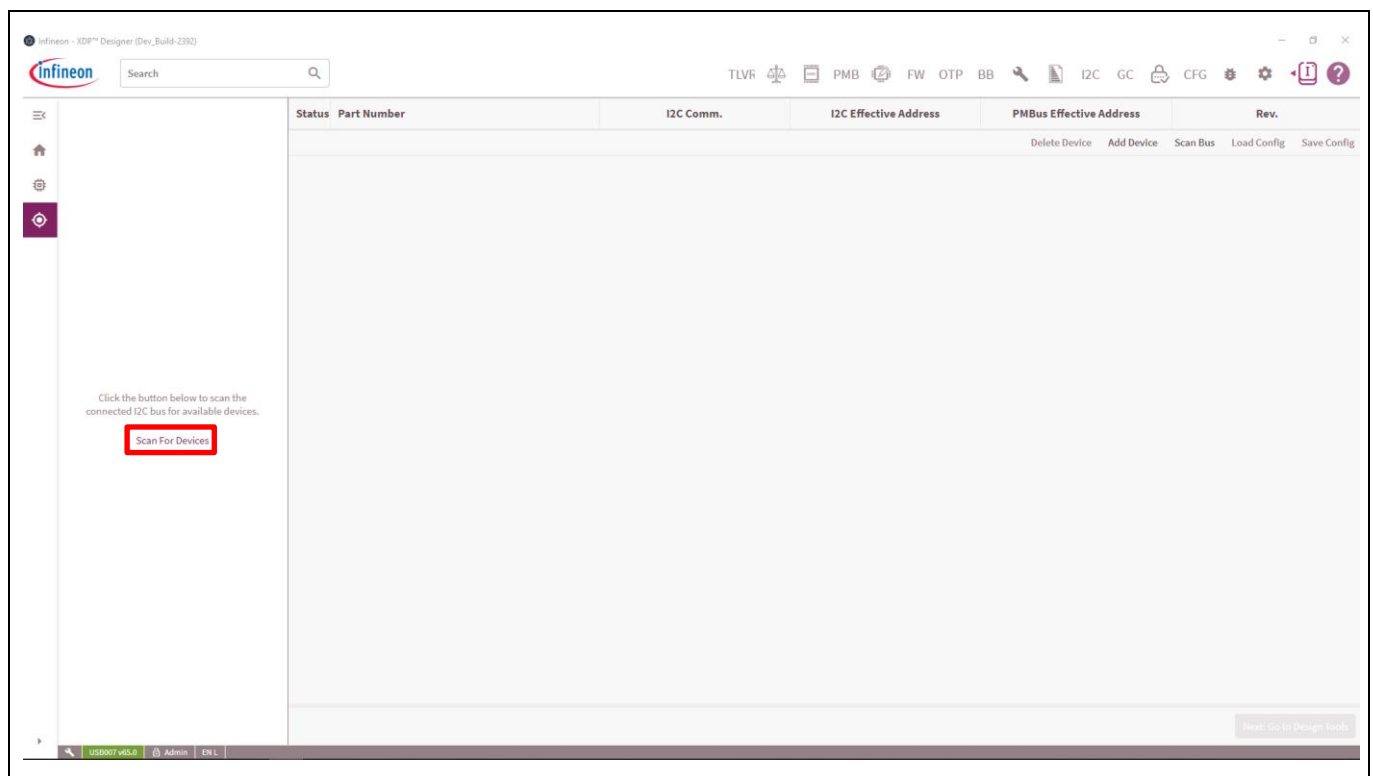 Infineon - XDP™ Designer (Dev_Build-2392)
infineon
Search
TLVR PMB FW OTP BB I2C GC CFG
Status Part Number I2C Comm. I2C Effective Address PMBus Effective Address Rev.
Delete Device Add Device Scan Bus Load Config Save Config
Click the button below to scan the
connected I2C bus for available devices.
Scan For Devices
Next: Go to Design Tools
USB007 v65.0 Admin EN L